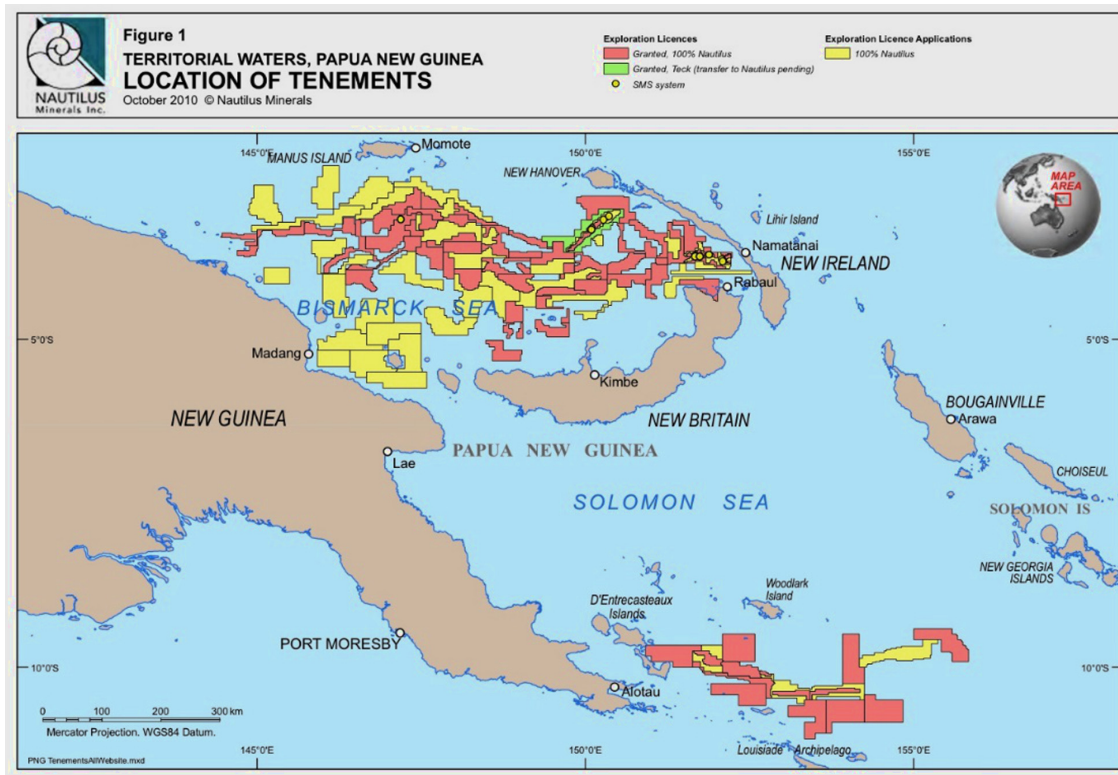 NAUTILUS
Minerals Inc.
Figure 1
TERRITORIAL WATERS, PAPUA NEW GUINEA
LOCATION OF TENEMENTS
October 2010 © Nautilus Minerals
Exploration Licences
Granted, 100% Nautilus
Granted, Teck (transfer to Nautilus pending)
SMS system
Exploration Licence Applications
100% Nautilus
145°0'E
150°0'E
155°0'E
MANUS ISLAND
Momote
NEW HANOVER
MAP
AREA
Lihir Island
Namatanai
NEW IRELAND
Rabaul
BISMARCK SEA
5°0'S
5°0'S
Madang
Kimbe
NEW GUINEA
NEW BRITAIN
BOUGAINVILLE
Arawa
PAPUA NEW GUINEA
Lae
CHOISEUL
SOLOMON SEA
SOLOMON IS
NEW GEORGIA
ISLANDS
Woodlark
Island
D'Entrecasteaux
Islands
PORT MORESBY
10°0'S
10°0'S
Alotau
0 100 200 300 km
Mercator Projection. WGS84 Datum.
Louisiade Archipelago
145°0'E
150°0'E
155°0'E
PNG TenementsAllWebsite.mxd